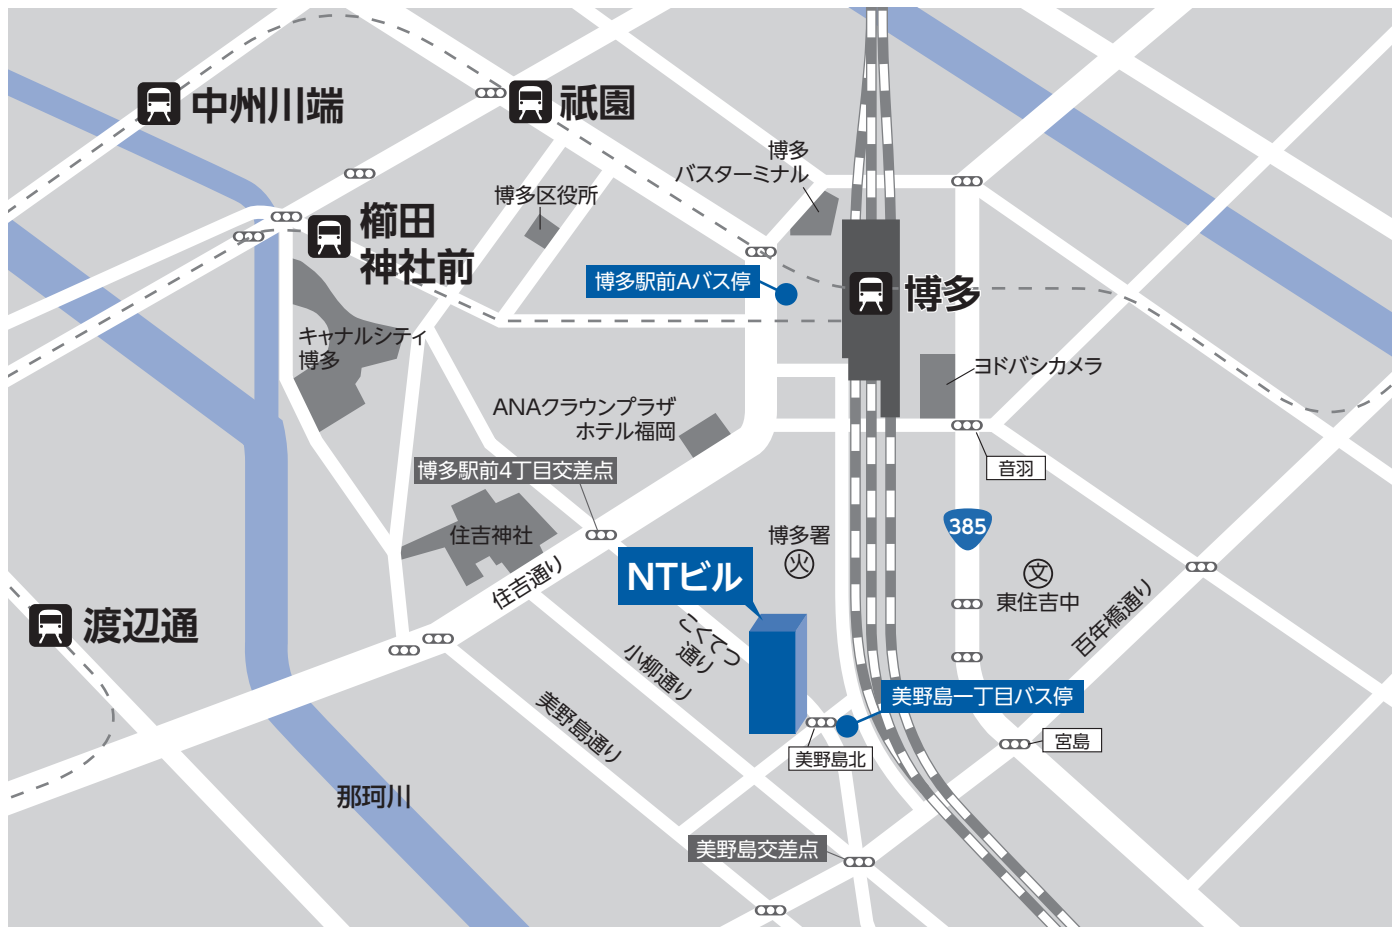 中州川端
祇園
博多
バスターミナル
博多区役所
櫛田
神社前
博多駅前Aバス停
博多
キャナルシティ
博多
ヨドバシカメラ
ANAクラウンプラザ
ホテル福岡
博多駅前4丁目交差点
音羽
住吉神社
博多署
火
385
住吉通り
NTビル
文
東住吉中
渡辺通
こくてつ
通り
小柳通り
百年橋通り
美野島通り
美野島一丁目バス停
美野島北
宮島
那珂川
美野島交差点